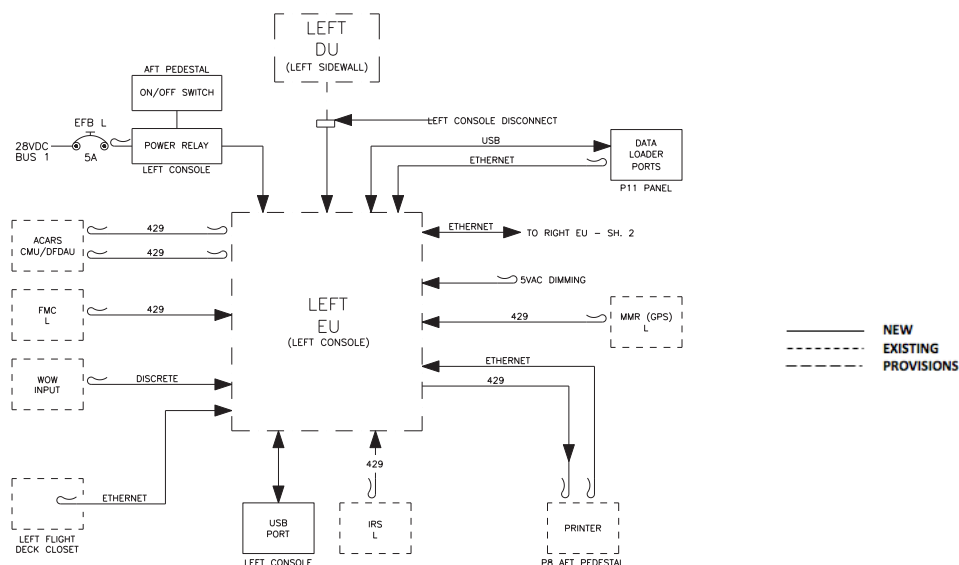 LEFT
DU
(LEFT SIDEWALL)
AFT PEDESTAL
ON/OFF SWITCH
EFB L
28VDC
BUS 1
5A
POWER RELAY
LEFT CONSOLE
LEFT CONSOLE DISCONNECT
USB
ETHERNET
DATA
LOADER
PORTS
P11 PANEL
ACARS
CMU/DFDAU
429
429
ETHERNET
TO RIGHT EU – SH. 2
5VAC DIMMING
FMC
L
429
LEFT
EU
(LEFT CONSOLE)
429
MMR (GPS)
L
WOW
INPUT
DISCRETE
ETHERNET
429
NEW
EXISTING
PROVISIONS
ETHERNET
LEFT FLIGHT
DECK CLOSET
USB
PORT
LEFT CONSOLE
429
IRS
L
PRINTER
P8 AFT PEDESTAL